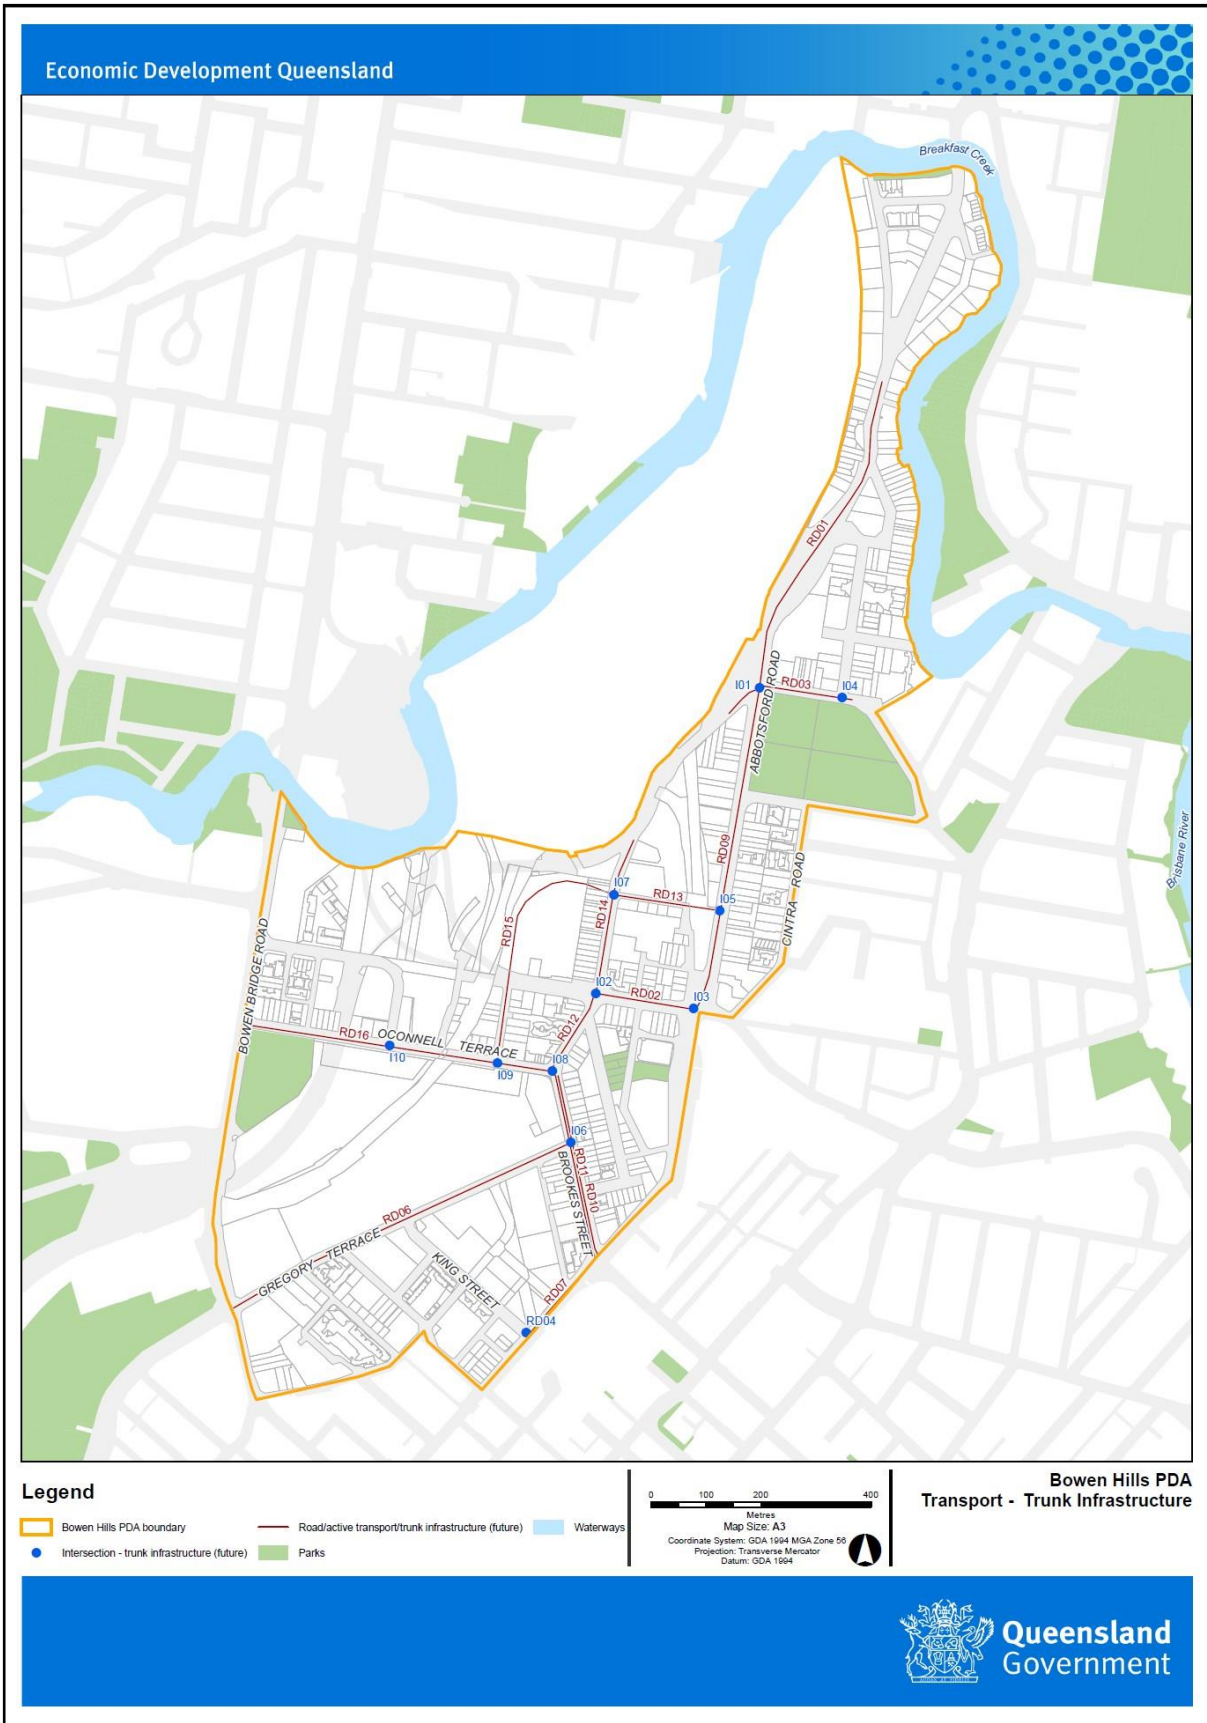 Economic Development Queensland
Breakfast Creek
RD01
I01
RD03
I04
ABBOTSFORD ROAD
RD09
Brisbane River
I07
RD13
I05
CINTRA ROAD
RD14
RD15
BOWEN BRIDGE ROAD
I02
RD02
I03
RD12
RD16
OCONNELL TERRACE
I10
I09
I08
I06
RD11
RD10
BROOKES STREET
RD06
GREGORY TERRACE
KING STREET
RD07
RD04
Legend
Bowen Hills PDA boundary
Road/active transport/trunk infrastructure (future)
Waterways
Intersection - trunk infrastructure (future)
Parks
0 100 200 400
Metres
Map Size: A3
Coordinate System: GDA 1994 MGA Zone 56
Projection: Transverse Mercator
Datum: GDA 1994
Bowen Hills PDA
Transport - Trunk Infrastructure
Queensland
Government